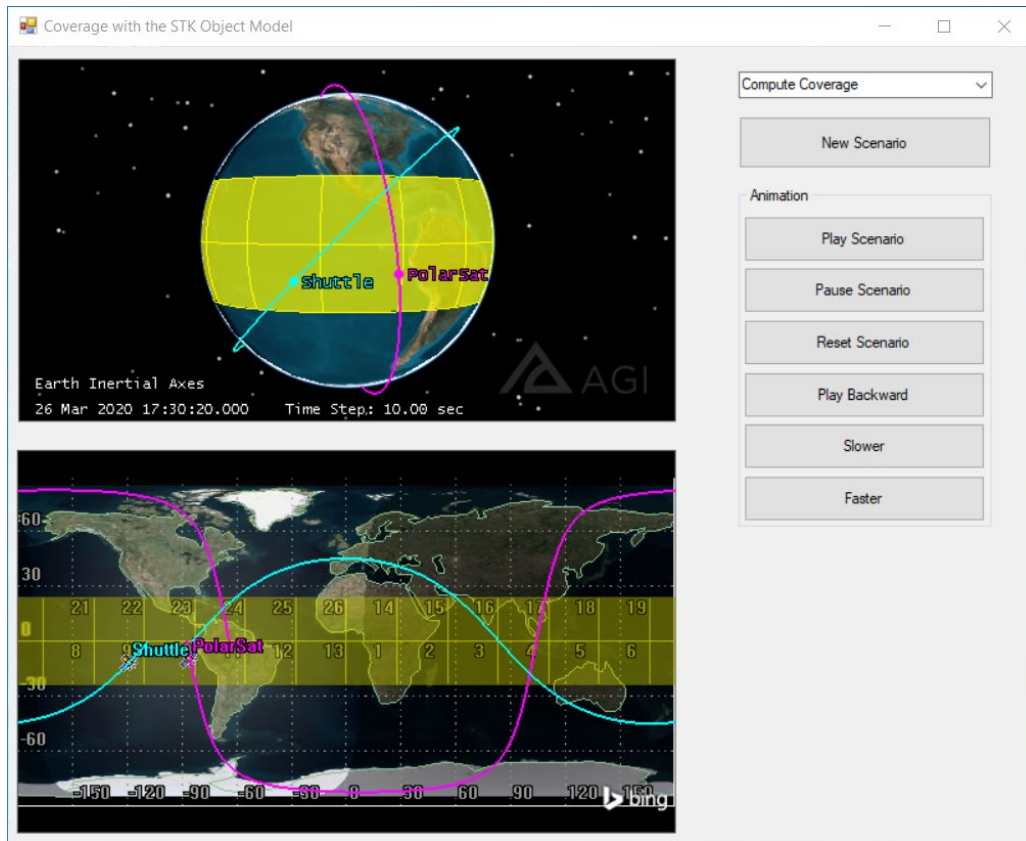 Coverage with the STK Object Model
Compute Coverage
New Scenario
Animation
Play Scenario
Pause Scenario
Reset Scenario
Play Backward
Slower
Faster
Shuttle
PolarSat
AGI
Earth Inertial Axes
26 Mar 2020 17:30:20.000 Time Step: 10.00 sec
60
30
21 22 23 24 25 26 14 15 16 17 18 19
0
Shuttle PolarSat
8 9 12 13 1 2 3 4 5 6
-30
-60
-150 -120 -90 -60 -30 0 30 60 90 120 150
bing